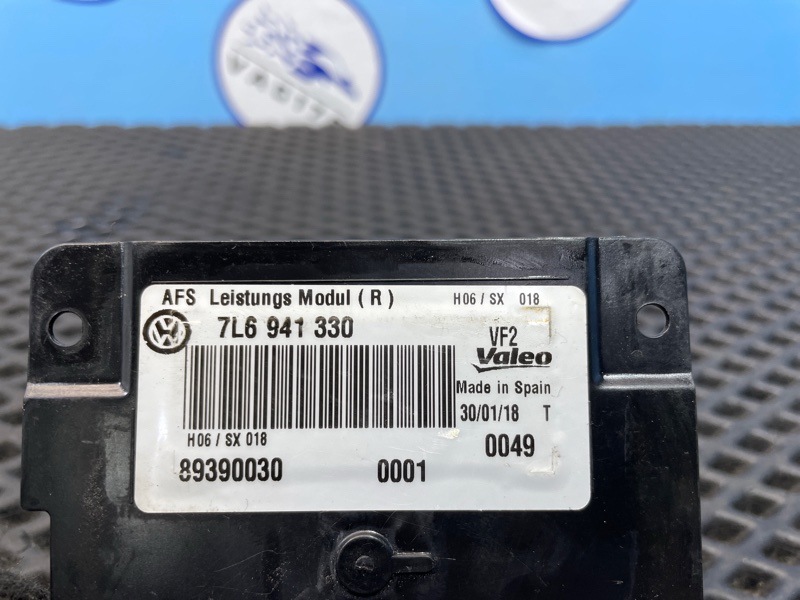 VAGITA
AFS Leistungs Modul ( R ) H06 / SX 018
7L6 941 330
VF2
Valeo
Made in Spain
30/01/18 T
H06 / SX 018
0049
89390030 0001